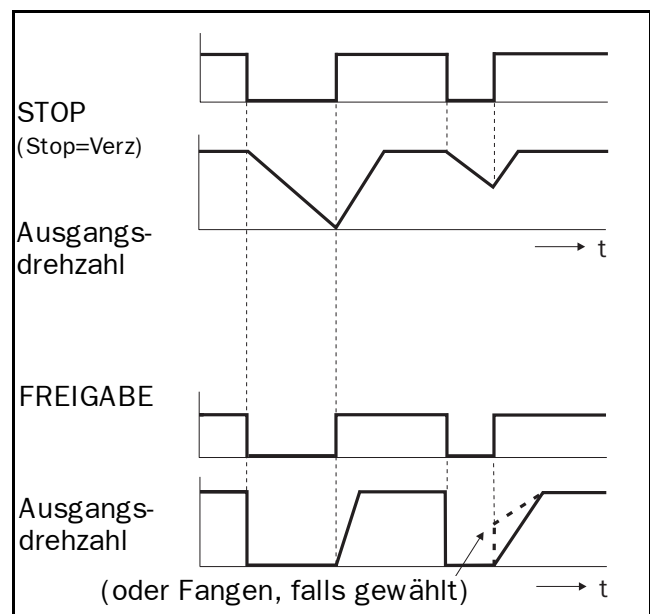 STOP
(Stop=Verz)
Ausgangs-
drehzahl
t
FREIGABE
Ausgangs-
drehzahl
(oder Fangen, falls gewählt)
t